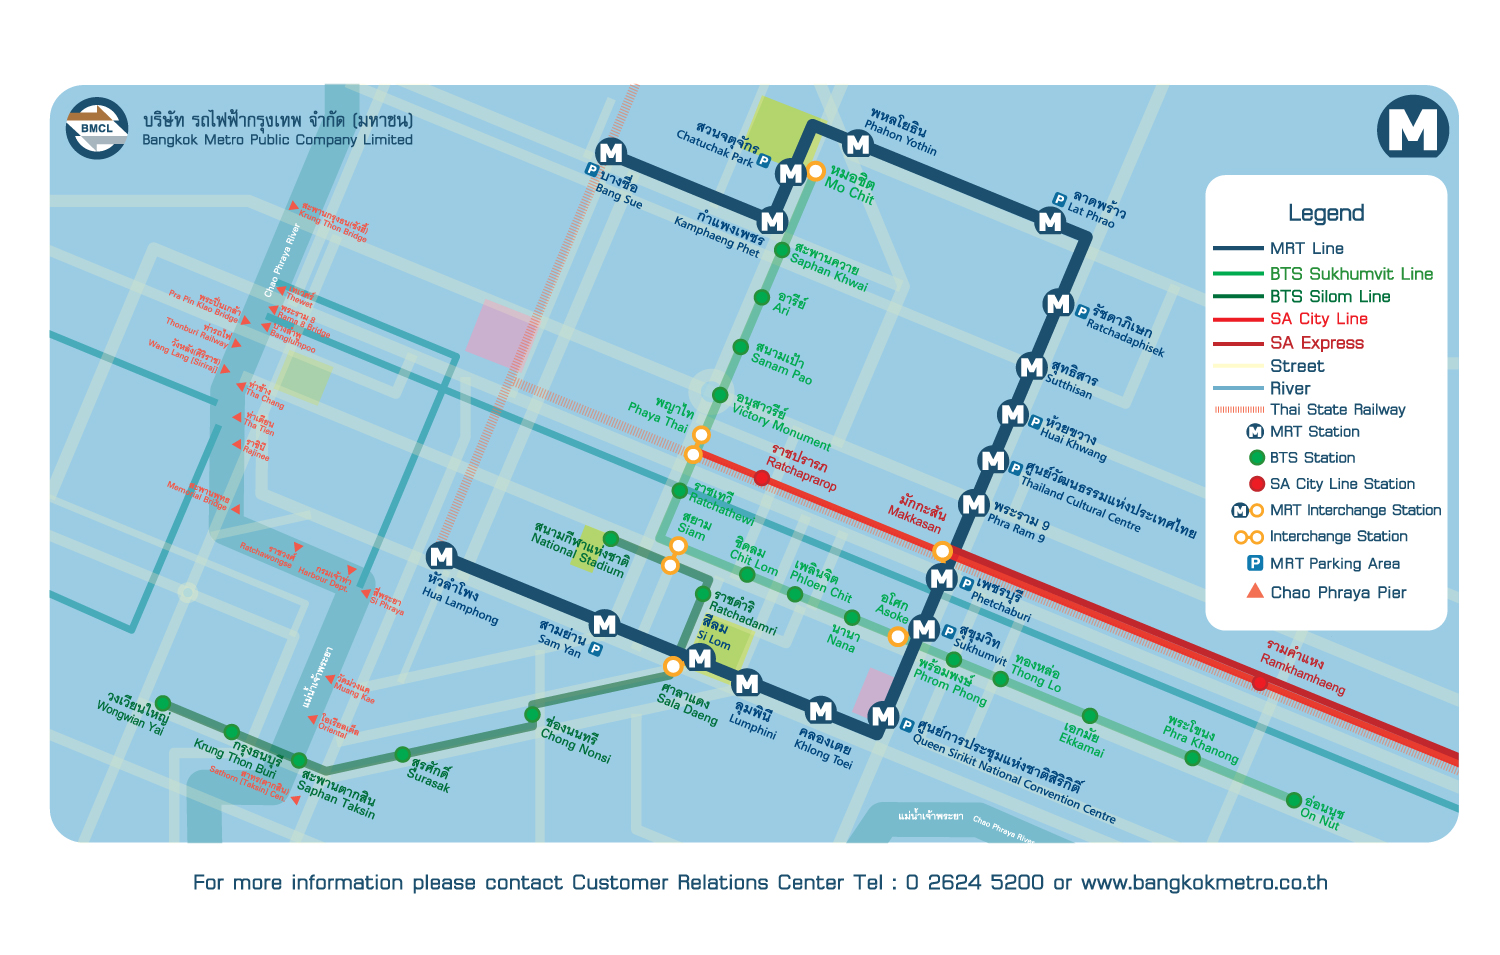 BMCL
บริษัท รถไฟฟ้ากรุงเทพ จำกัด (มหาชน)
Bangkok Metro Public Company Limited
M
บางซื่อ
Bang Sue
กำแพงเพชร
Kamphaeng Phet
สวนจตุจักร
Chatuchak Park
หมอชิต
Mo Chit
พหลโยธิน
Phahon Yothin
ลาดพร้าว
Lat Phrao
รัชดาภิเษก
Ratchadaphisek
สุทธิสาร
Sutthisan
ห้วยขวาง
Huai Khwang
ศูนย์วัฒนธรรมแห่งประเทศไทย
Thailand Cultural Centre
พระราม 9
Phra Ram 9
เพชรบุรี
Phetchaburi
สุขุมวิท
Sukhumvit
ศูนย์การประชุมแห่งชาติสิริกิติ์
Queen Sirikit National Convention Centre
คลองเตย
Khlong Toei
ลุมพินี
Lumphini
สีลม
Si Lom
สามย่าน
Sam Yan
หัวลำโพง
Hua Lamphong
สะพานควาย
Saphan Khwai
อารีย์
Ari
สนามเป้า
Sanam Pao
อนุสาวรีย์
Victory Monument
พญาไท
Phaya Thai
ราชเทวี
Ratchathewi
สยาม
Siam
ชิดลม
Chit Lom
เพลินจิต
Phloen Chit
นานา
Nana
อโศก
Asoke
พร้อมพงษ์
Phrom Phong
ทองหล่อ
Thong Lo
เอกมัย
Ekkamai
พระโขนง
Phra Khanong
อ่อนนุช
On Nut
สนามกีฬาแห่งชาติ
National Stadium
ราชดำริ
Ratchadamri
ศาลาแดง
Sala Daeng
ช่องนนทรี
Chong Nonsi
สุรศักดิ์
Surasak
สะพานตากสิน
Saphan Taksin
กรุงธนบุรี
Krung Thon Buri
วงเวียนใหญ่
Wongwian Yai
ราชปรารภ
Ratchaprarop
มักกะสัน
Makkasan
รามคำแหง
Ramkhamhaeng
สะพานกรุงธน(ซังฮี้)
Krung Thon Bridge
Chao Phraya River
Thewet
พระราม 8
Rama 8 Bridge
บางลำพู
Banglumpoo
พระปิ่นเกล้า
Pra Pin Klao Bridge
ท่ารถไฟ
Thonburi Railway
วังหลัง(ศิริราช)
Wang Lang (Siriraj)
ท่าช้าง
Tha Chang
ท่าเตียน
Tha Tien
ราชินี
Rajinee
สะพานพุทธ
Memorial Bridge
ราชวงศ์
Ratchawongse
กรมเจ้าท่า
Harbour Dept.
สี่พระยา
Si Phraya
แม่น้ำเจ้าพระยา
วัดม่วงแค
Muang Kae
โอเรียลเต็ล
Oriental
สาทร(ตากสิน)
Sathorn (Taksin) Cen.
แม่น้ำเจ้าพระยา
Chao Phraya River
Legend
MRT Line
BTS Sukhumvit Line
BTS Silom Line
SA City Line
SA Express
Street
River
Thai State Railway
MRT Station
BTS Station
SA City Line Station
MRT Interchange Station
Interchange Station
P MRT Parking Area
Chao Phraya Pier
For more information please contact Customer Relations Center Tel : 0 2624 5200 or www.bangkokmetro.co.th